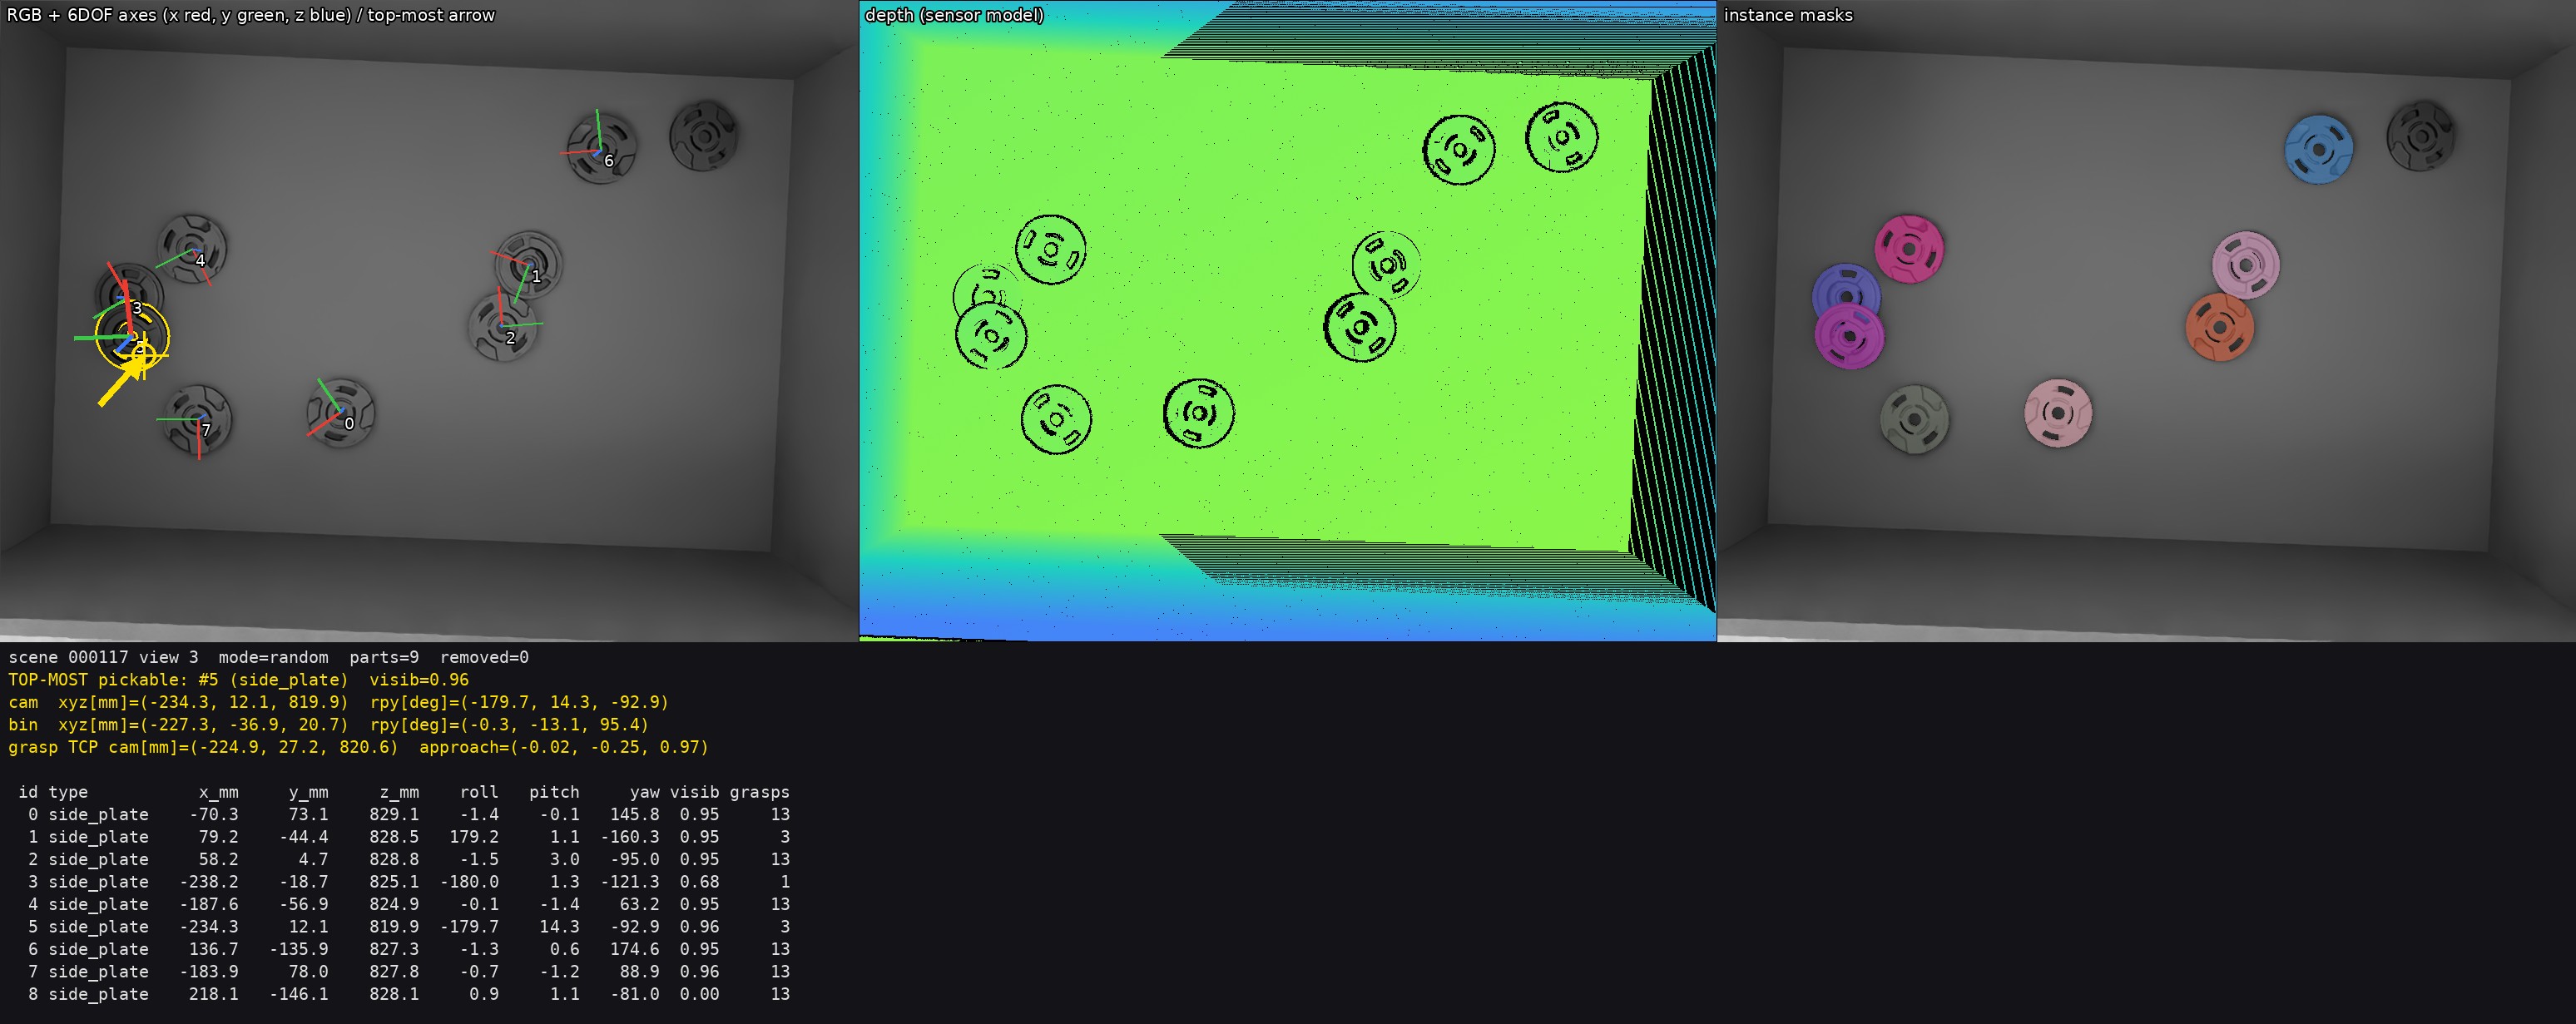 RGB + 6DOF axes (x red, y green, z blue) / top-most arrow
depth (sensor model)
instance masks
6
4
1
3
2
7
0
scene 000117 view 3  mode=random  parts=9  removed=0
TOP-MOST pickable: #5 (side_plate)  visib=0.96
cam  xyz[mm]=(-234.3, 12.1, 819.9)  rpy[deg]=(-179.7, 14.3, -92.9)
bin  xyz[mm]=(-227.3, -36.9, 20.7)  rpy[deg]=(-0.3, -13.1, 95.4)
grasp TCP cam[mm]=(-224.9, 27.2, 820.6)  approach=(-0.02, -0.25, 0.97)
id type x_mm y_mm z_mm roll pitch yaw visib grasps
0 side_plate -70.3 73.1 829.1 -1.4 -0.1 145.8 0.95 13
1 side_plate 79.2 -44.4 828.5 179.2 1.1 -160.3 0.95 3
2 side_plate 58.2 4.7 828.8 -1.5 3.0 -95.0 0.95 13
3 side_plate -238.2 -18.7 825.1 -180.0 1.3 -121.3 0.68 1
4 side_plate -187.6 -56.9 824.9 -0.1 -1.4 63.2 0.95 13
5 side_plate -234.3 12.1 819.9 -179.7 14.3 -92.9 0.96 3
6 side_plate 136.7 -135.9 827.3 -1.3 0.6 174.6 0.95 13
7 side_plate -183.9 78.0 827.8 -0.7 -1.2 88.9 0.96 13
8 side_plate 218.1 -146.1 828.1 0.9 1.1 -81.0 0.00 13